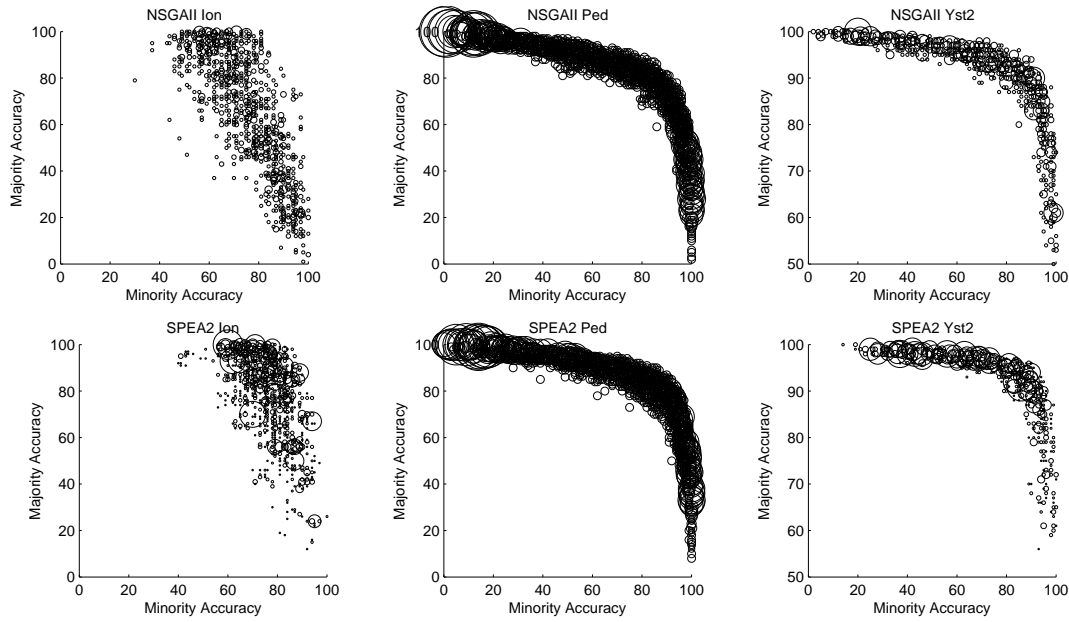 NSGAII Ion
100
80
60
40
20
0
0 20 40 60 80 100
Majority Accuracy
Minority Accuracy
NSGAII Ped
100
80
60
40
20
0
0 20 40 60 80 100
Majority Accuracy
Minority Accuracy
NSGAII Yst2
100
90
80
70
60
50
0 20 40 60 80 100
Majority Accuracy
Minority Accuracy
SPEA2 Ion
100
80
60
40
20
0
0 20 40 60 80 100
Majority Accuracy
Minority Accuracy
SPEA2 Ped
100
80
60
40
20
0
0 20 40 60 80 100
Majority Accuracy
Minority Accuracy
SPEA2 Yst2
100
90
80
70
60
50
0 20 40 60 80 100
Majority Accuracy
Minority Accuracy